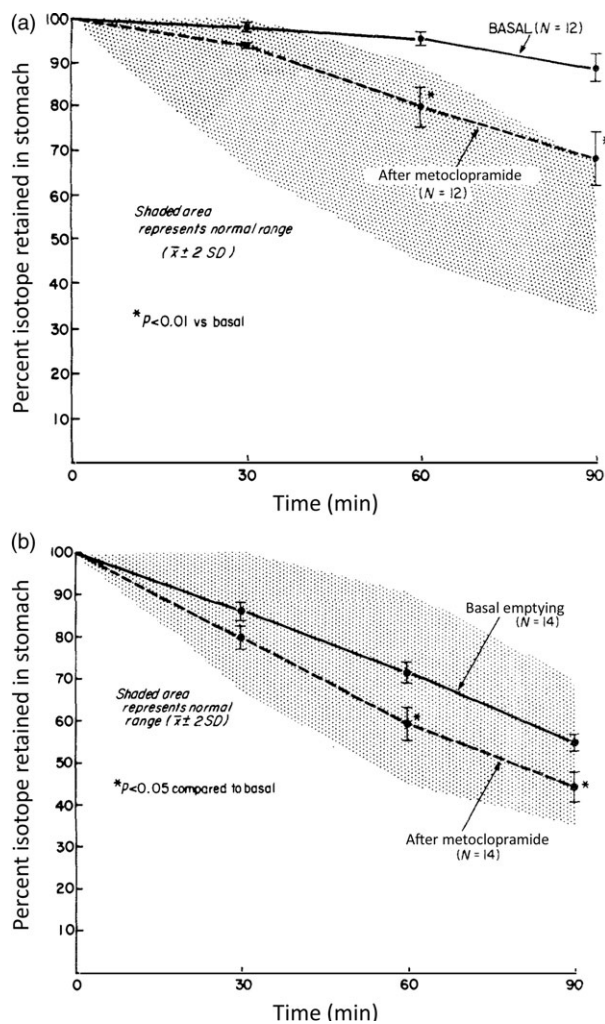 (a)
100
90
80
70
60
50
40
30
20
10
Percent isotope retained in stomach
BASAL (N = 12)
*
*
After metoclopramide
(N = 12)
Shaded area
represents normal range
(x̄ ± 2 SD)
* p<0.01 vs basal
0
30
60
90
Time (min)
(b)
100
90
80
70
60
50
40
30
20
10
Percent isotope retained in stomach
Basal emptying
(N = 14)
Shaded area
represents normal
range (x̄ ± 2SD)
*
*
*p<0.05 compared to basal
After metoclopramide
(N = 14)
0
30
60
90
Time (min)